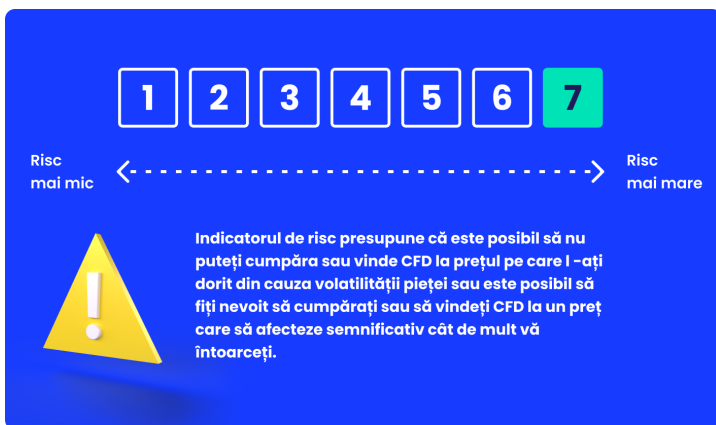 1 2 3 4 5 6 7
Risc
mai mic
Risc
mai mare
Indicatorul de risc presupune că este posibil să nu
puteți cumpăra sau vinde CFD la prețul pe care l -ați
dorit din cauza volatilității pieței sau este posibil să
fiți nevoit să cumpărați sau să vindeți CFD la un preț
care să afecteze semnificativ cât de mult vă
întoarceți.